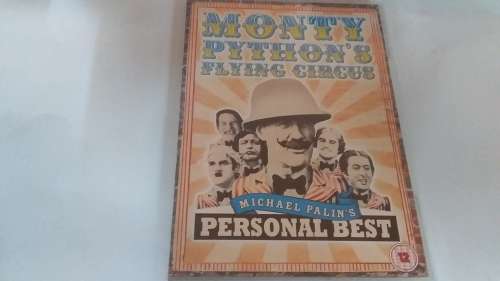 MONTY
PYTHON'S
FLYING CIRCUS
MICHAEL PALIN'S
PERSONAL BEST
12